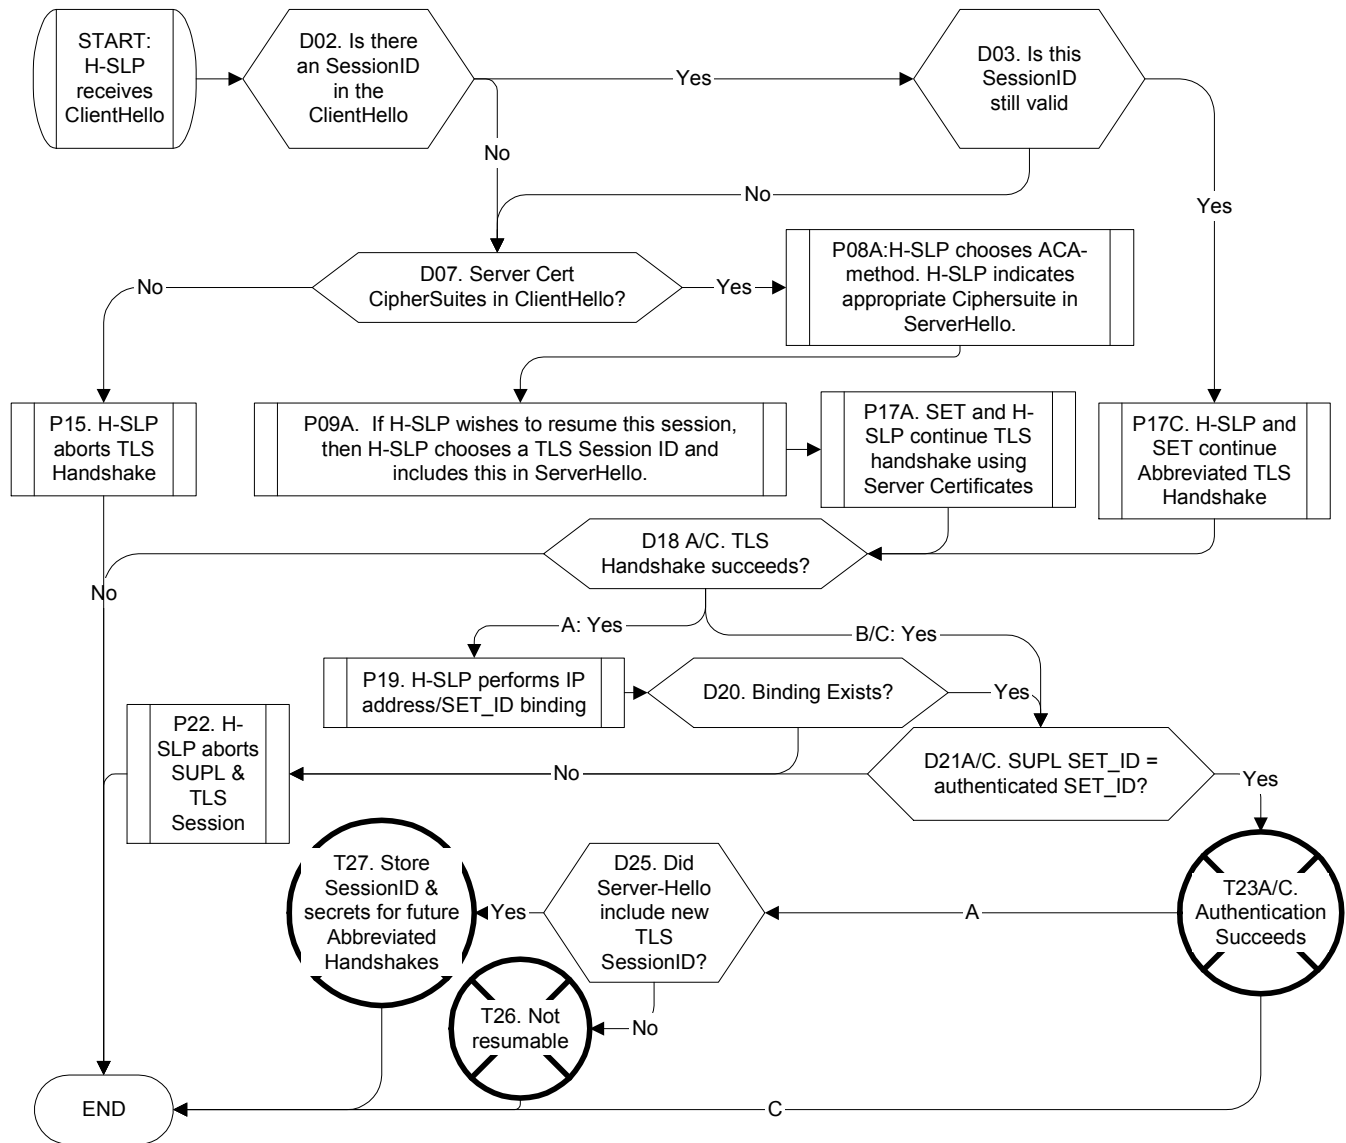 START:
H-SLP
receives
ClientHello
D02. Is there
an SessionID
in the
ClientHello
Yes
D03. Is this
SessionID
still valid
No
No
Yes
D07. Server Cert
CipherSuites in ClientHello?
No
Yes
P08A:H-SLP chooses ACA-
method. H-SLP indicates
appropriate Ciphersuite in
ServerHello.
P15. H-SLP
aborts TLS
Handshake
P09A. If H-SLP wishes to resume this session,
then H-SLP chooses a TLS Session ID and
includes this in ServerHello.
P17A. SET and H-
SLP continue TLS
handshake using
Server Certificates
P17C. H-SLP and
SET continue
Abbreviated TLS
Handshake
D18 A/C. TLS
Handshake succeeds?
No
A: Yes
B/C: Yes
P19. H-SLP performs IP
address/SET_ID binding
D20. Binding Exists?
Yes
P22. H-
SLP aborts
SUPL &
TLS
Session
No
D21A/C. SUPL SET_ID =
authenticated SET_ID?
Yes
T27. Store
SessionID &
secrets for future
Abbreviated
Handshakes
Yes
D25. Did
Server-Hello
include new
TLS
SessionID?
A
T23A/C.
Authentication
Succeeds
T26. Not
resumable
No
END
C